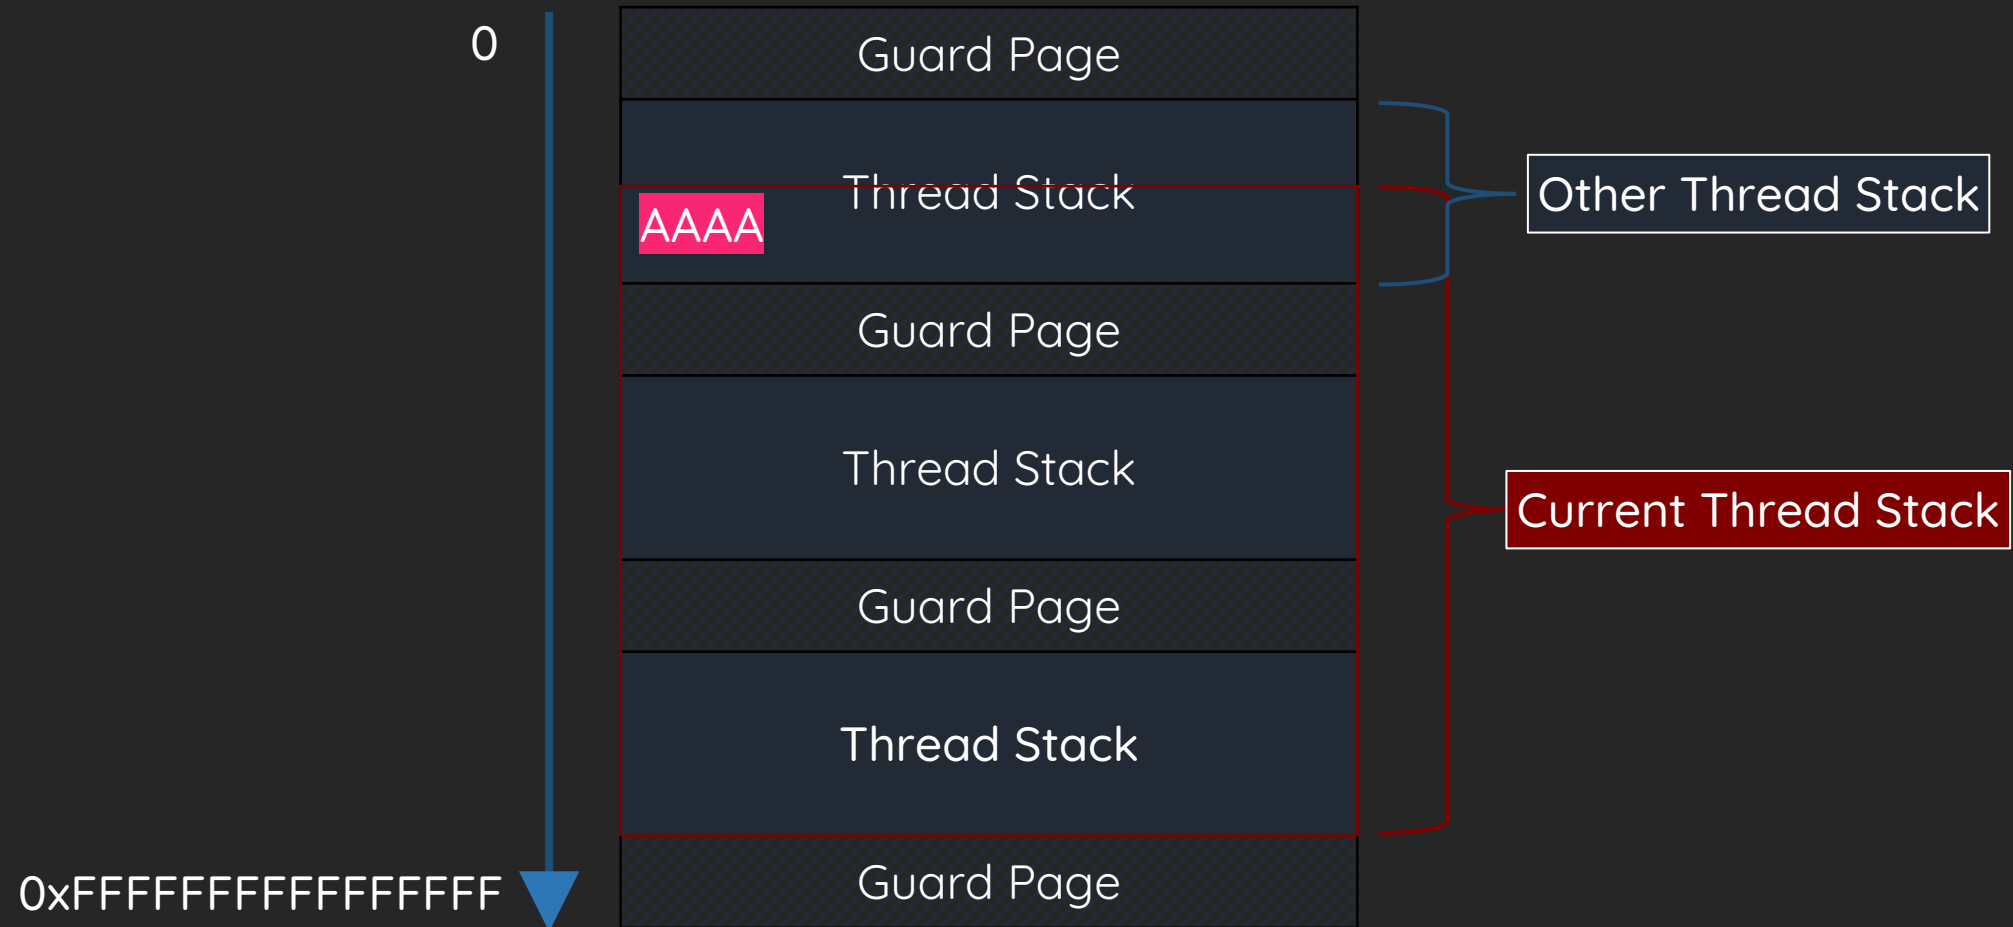 0
Guard Page
Thread Stack
Other Thread Stack
AAAA
Guard Page
Thread Stack
Current Thread Stack
Guard Page
Thread Stack
Guard Page
0xFFFFFFFFFFFFFFFF